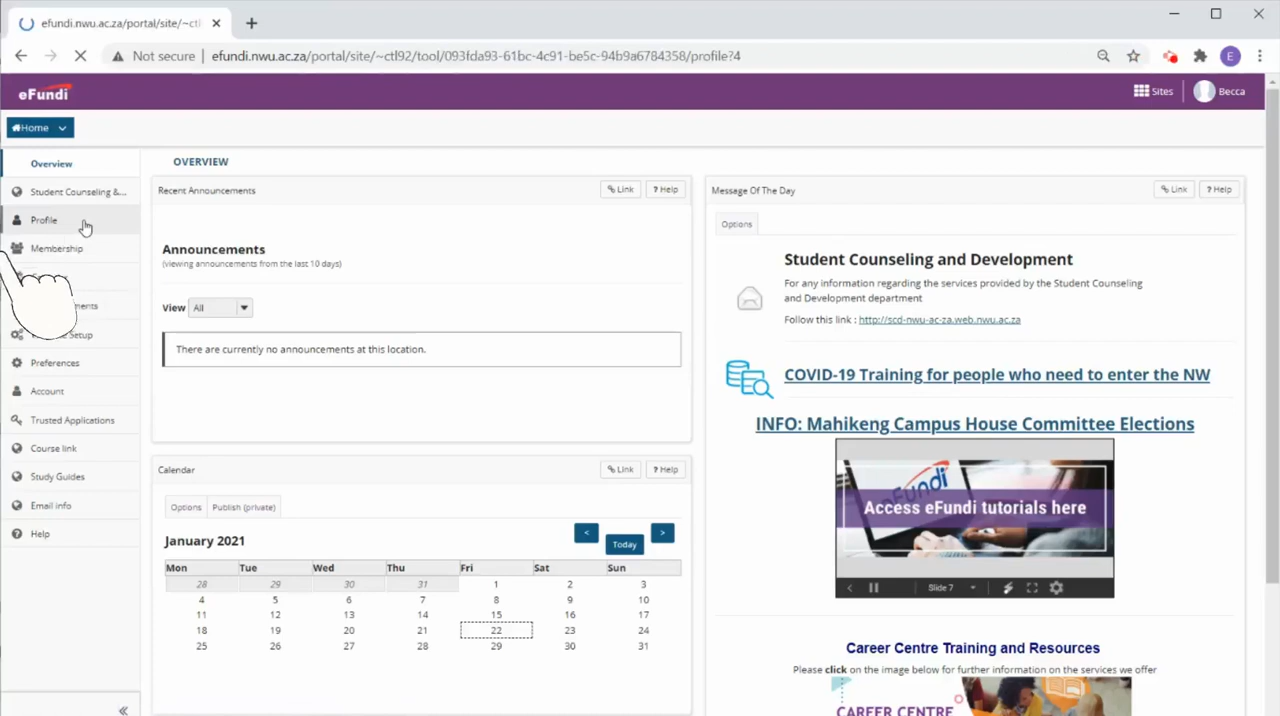 efundi.nwu.ac.za/portal/site/~ctl
Not secure | efundi.nwu.ac.za/portal/site/~ctl92/tool/093fda93-61bc-4c91-be5c-94b9a6784358/profile?4
E
eFundi
Sites
Becca
Home
Overview
Student Counseling &...
Profile
Membership
Preferences
Account
Trusted Applications
Course link
Study Guides
Email info
Help
OVERVIEW
Recent Announcements
Link
? Help
Announcements
(viewing announcements from the last 10 days)
View All
There are currently no announcements at this location.
Calendar
Link
? Help
Options Publish (private)
January 2021
<
Today
>
Mon Tue Wed Thu Fri Sat Sun
28 29 30 31 1 2 3
4 5 6 7 8 9 10
11 12 13 14 15 16 17
18 19 20 21 22 23 24
25 26 27 28 29 30 31
Message Of The Day
Link
? Help
Options
Student Counseling and Development
For any information regarding the services provided by the Student Counseling
and Development department
Follow this link : http://scd-nwu-ac-za.web.nwu.ac.za
COVID-19 Training for people who need to enter the NW
INFO: Mahikeng Campus House Committee Elections
eFundi
Access eFundi tutorials here
Slide 7
Career Centre Training and Resources
Please click on the image below for further information on the services we offer
CAREER CENTRE